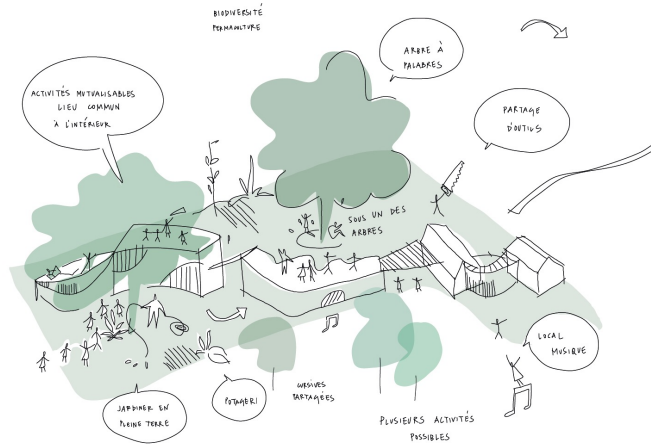 BIODIVERSITÉ
PERMACULTURE
ARBRE À
PALABRES
ACTIVITÉS MUTUALISABLES
LIEU COMMUN
À L'INTÉRIEUR
PARTAGE
D'OUTILS
SOUS UN DES
ARBRES
LOCAL
MUSIQUE
JARDINER EN
PLEINE TERRE
POTAGER!
CURSIVES
PARTAGÉES
PLUSIEURS ACTIVITÉS
POSSIBLES